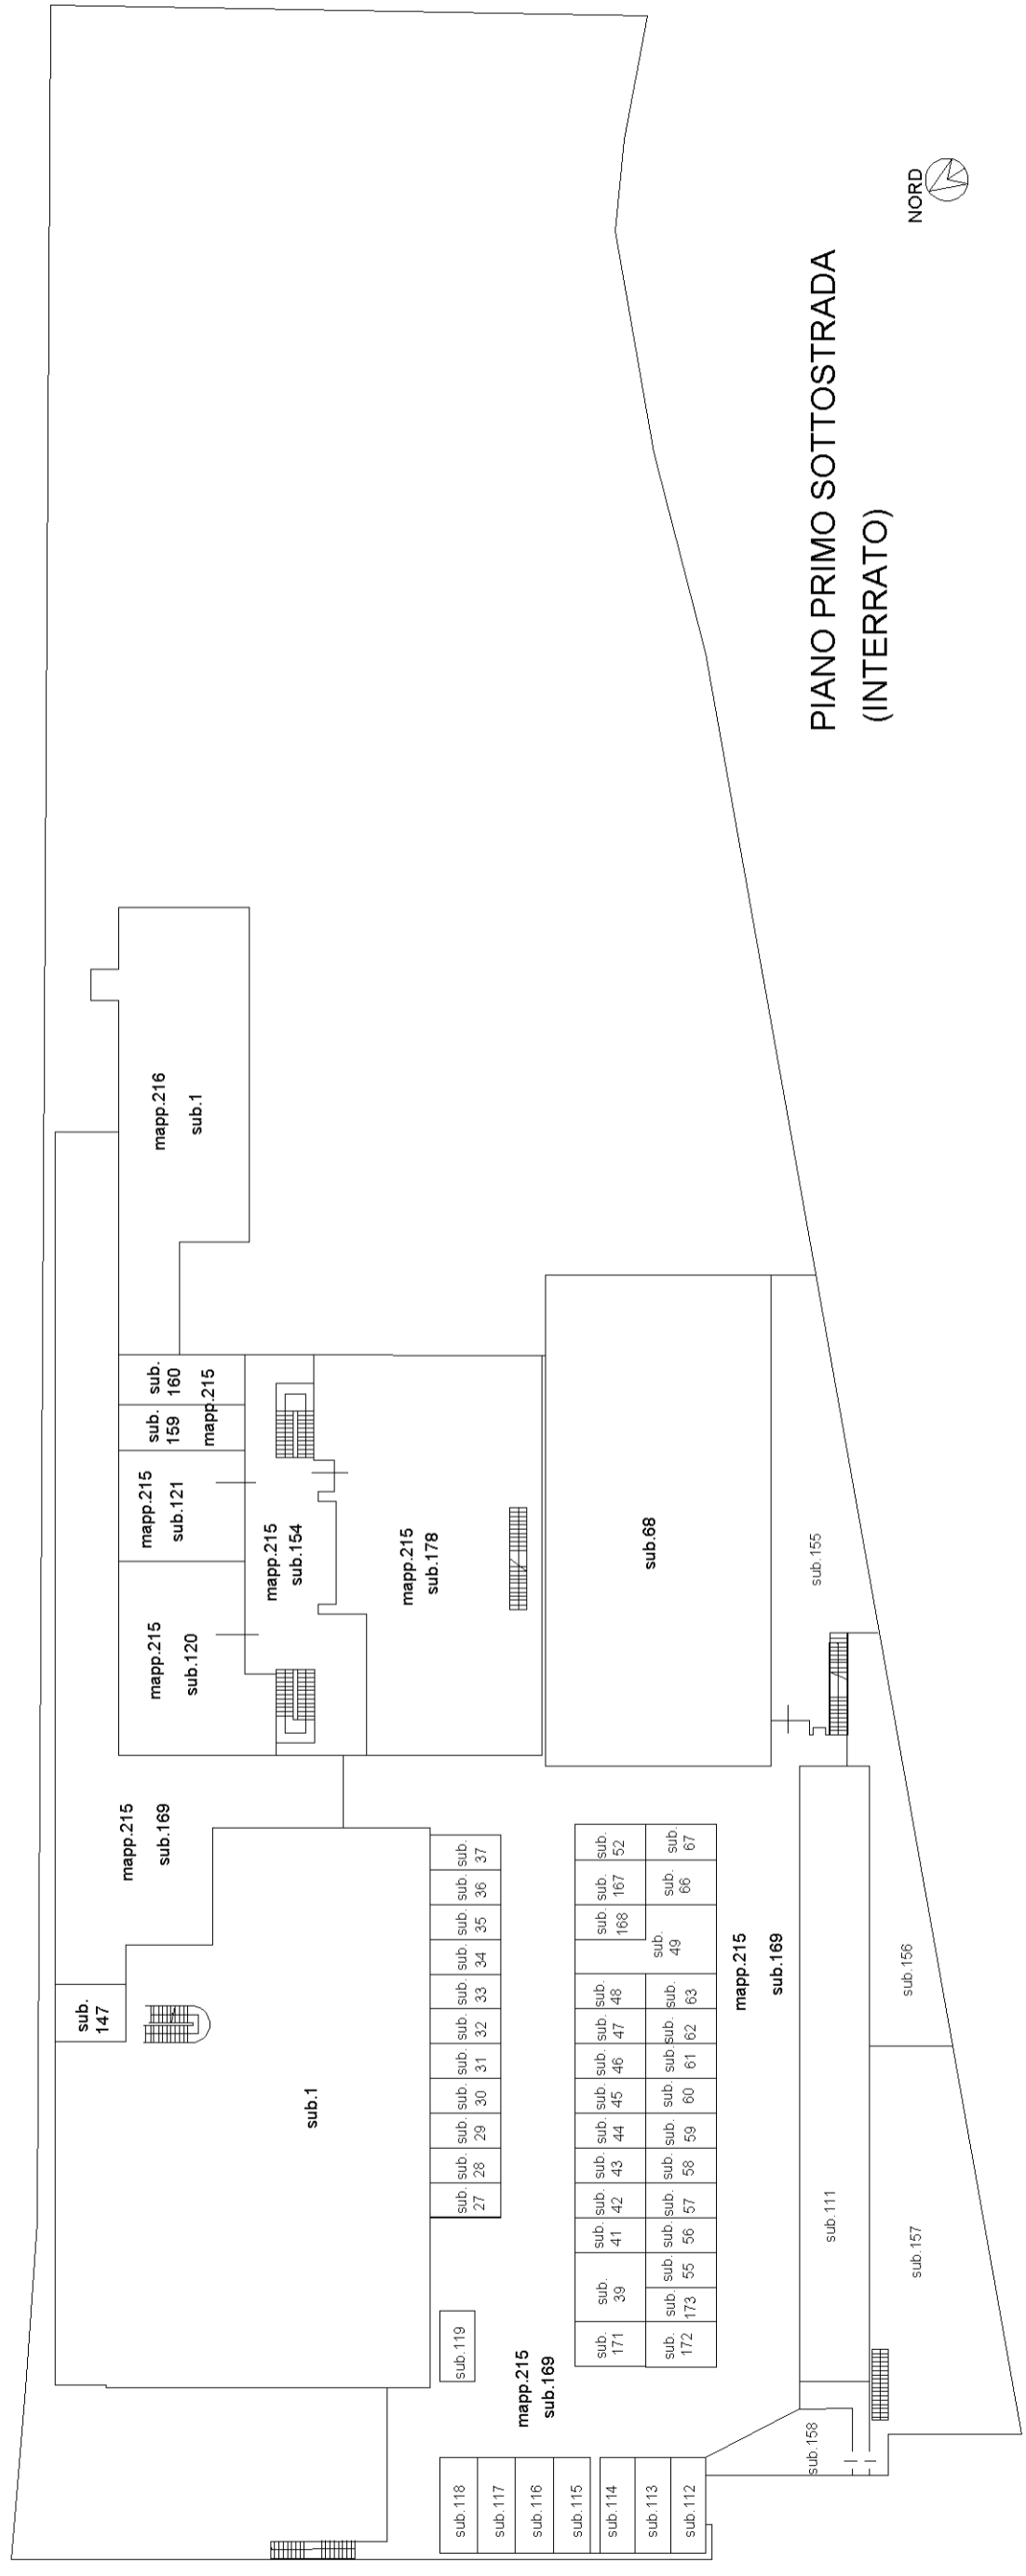 NORD
PIANO PRIMO SOTTOSTRADA
(INTERRATO)
mapp.216
sub.1
sub.
160
mapp.215
sub.
159
mapp.215
sub.121
mapp.215
sub.120
mapp.215
sub.154
mapp.215
sub.178
sub.68
sub.155
mapp.215
sub.169
sub.
147
sub.1
sub.
37
sub.
36
sub.
35
sub.
34
sub.
33
sub.
32
sub.
31
sub.
30
sub.
29
sub.
28
sub.
27
sub.
52
sub.
67
sub.
167
sub.
66
sub.
168
sub.
49
sub.
48
sub.
63
sub.
47
sub.
62
sub.
46
sub.
61
sub.
45
sub.
60
sub.
44
sub.
59
sub.
43
sub.
58
sub.
42
sub.
57
sub.
41
sub.
56
sub.
39
sub.
55
sub.
173
sub.
171
sub.
172
mapp.215
sub.169
sub.156
sub.111
sub.157
sub.119
mapp.215
sub.169
sub.158
sub.118
sub.117
sub.116
sub.115
sub.114
sub.113
sub.112